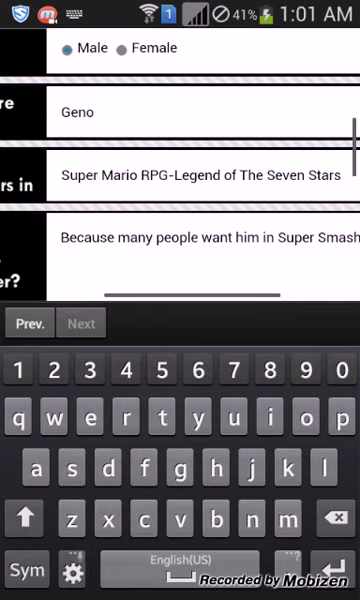 1 41% 1:01 AM
Male Female
re
Geno
rs in
Super Mario RPG-Legend of The Seven Stars
Because many people want him in Super Smash
er?
Prev. Next
1 2 3 4 5 6 7 8 9 0
q w e r t y u i o p
a s d f g h j k l
z x c v b n m
Sym English(US)
Recorded by Mobizen